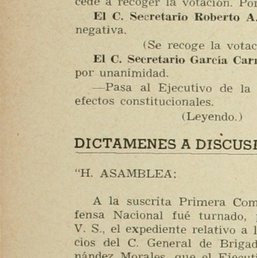 cede a recoger la votación. Por
El C. Secretario Roberto A.
negativa.
(Se recoge la votac
El C. Secretario García Carr
por unanimidad.
—Pasa al Ejecutivo de la
efectos constitucionales.
(Leyendo.)
DICTAMENES A DISCUS
"H. ASAMBLEA:
A la suscrita Primera Com
fensa Nacional fué turnado,
V. S., el expediente relativo a l
cios del C. General de Brigad
nández Morales, que el Ejecut